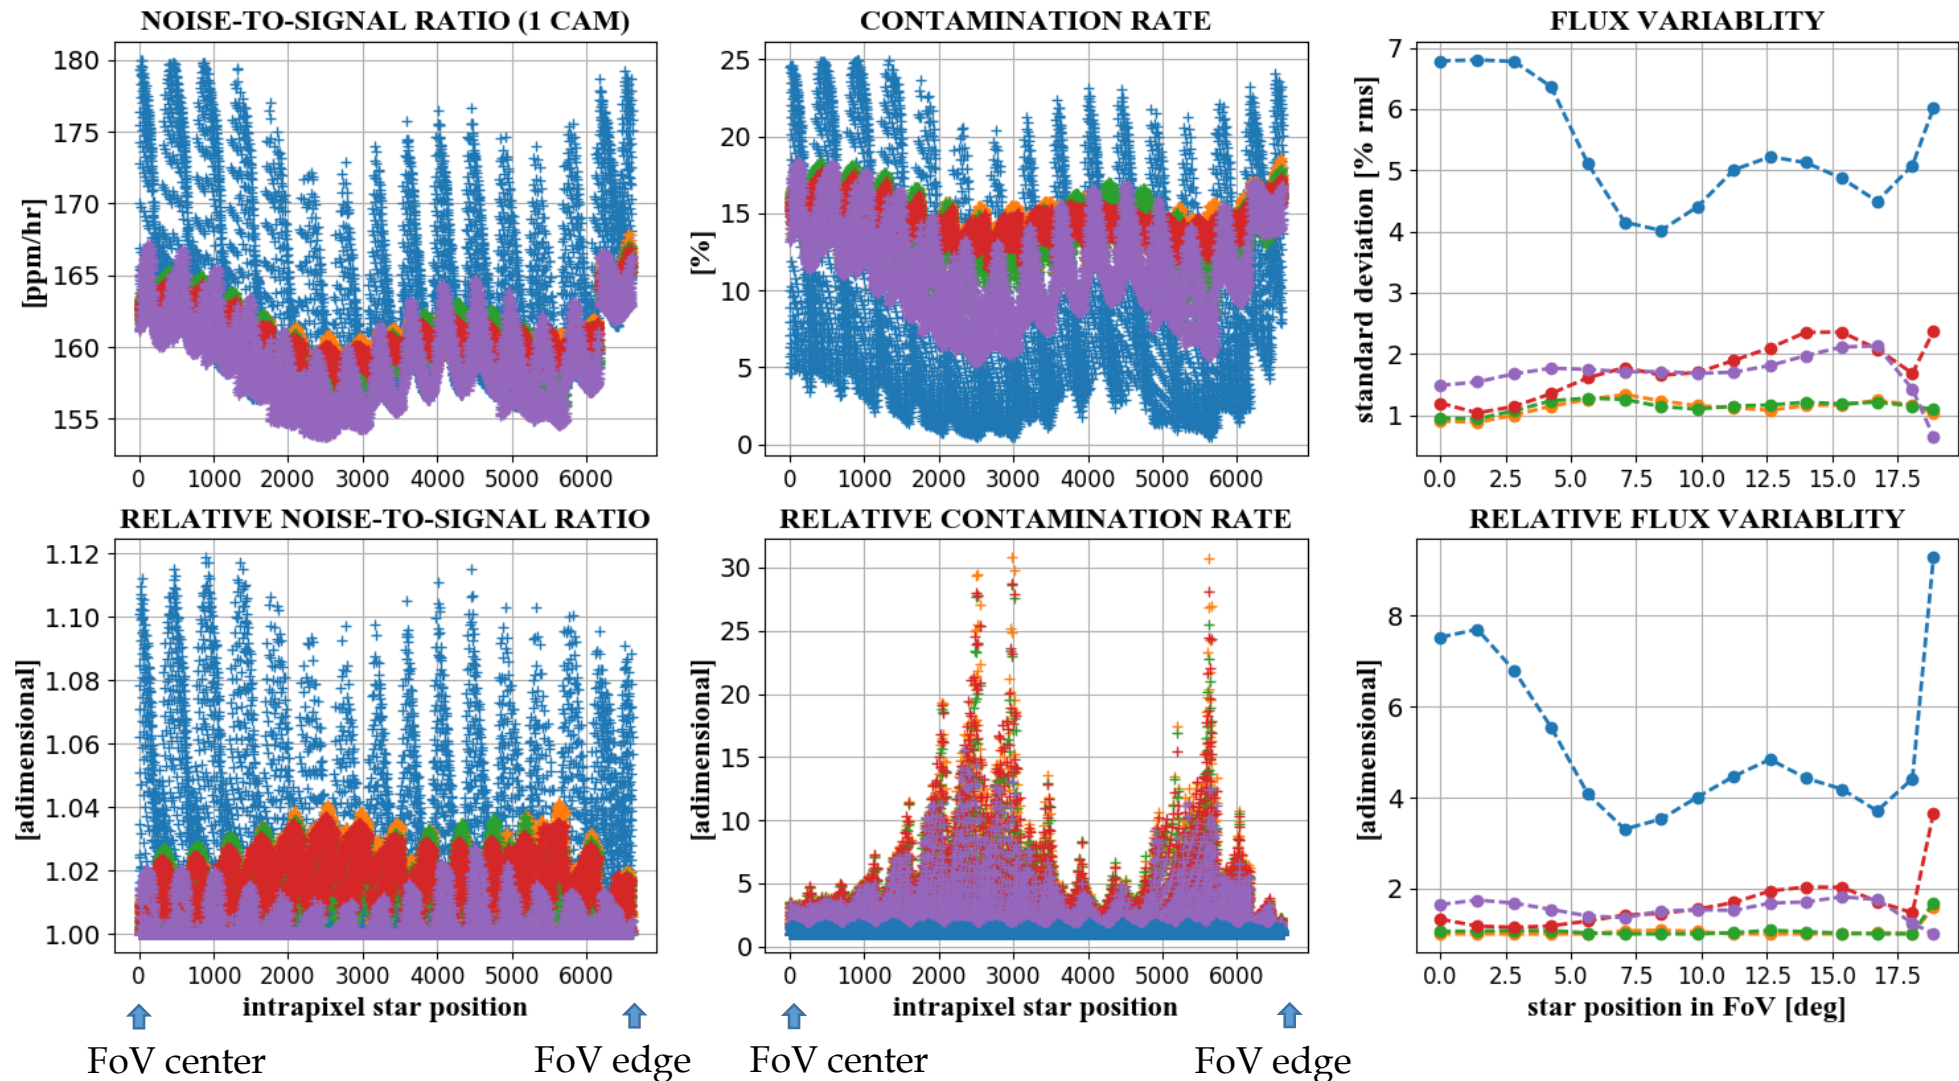 NOISE-TO-SIGNAL RATIO (1 CAM)
180
175
170
165
160
155
[ppm/hr]
0 1000 2000 3000 4000 5000 6000
CONTAMINATION RATE
25
20
15
10
5
0
[%]
0 1000 2000 3000 4000 5000 6000
FLUX VARIABLITY
7
6
5
4
3
2
1
standard deviation [% rms]
0.0 2.5 5.0 7.5 10.0 12.5 15.0 17.5
RELATIVE NOISE-TO-SIGNAL RATIO
1.12
1.10
1.08
1.06
1.04
1.02
1.00
[adimensional]
0 1000 2000 3000 4000 5000 6000
intrapixel star position
FoV center FoV edge
RELATIVE CONTAMINATION RATE
30
25
20
15
10
5
0
[adimensional]
0 1000 2000 3000 4000 5000 6000
intrapixel star position
FoV center FoV edge
RELATIVE FLUX VARIABLITY
8
6
4
2
[adimensional]
0.0 2.5 5.0 7.5 10.0 12.5 15.0 17.5
star position in FoV [deg]